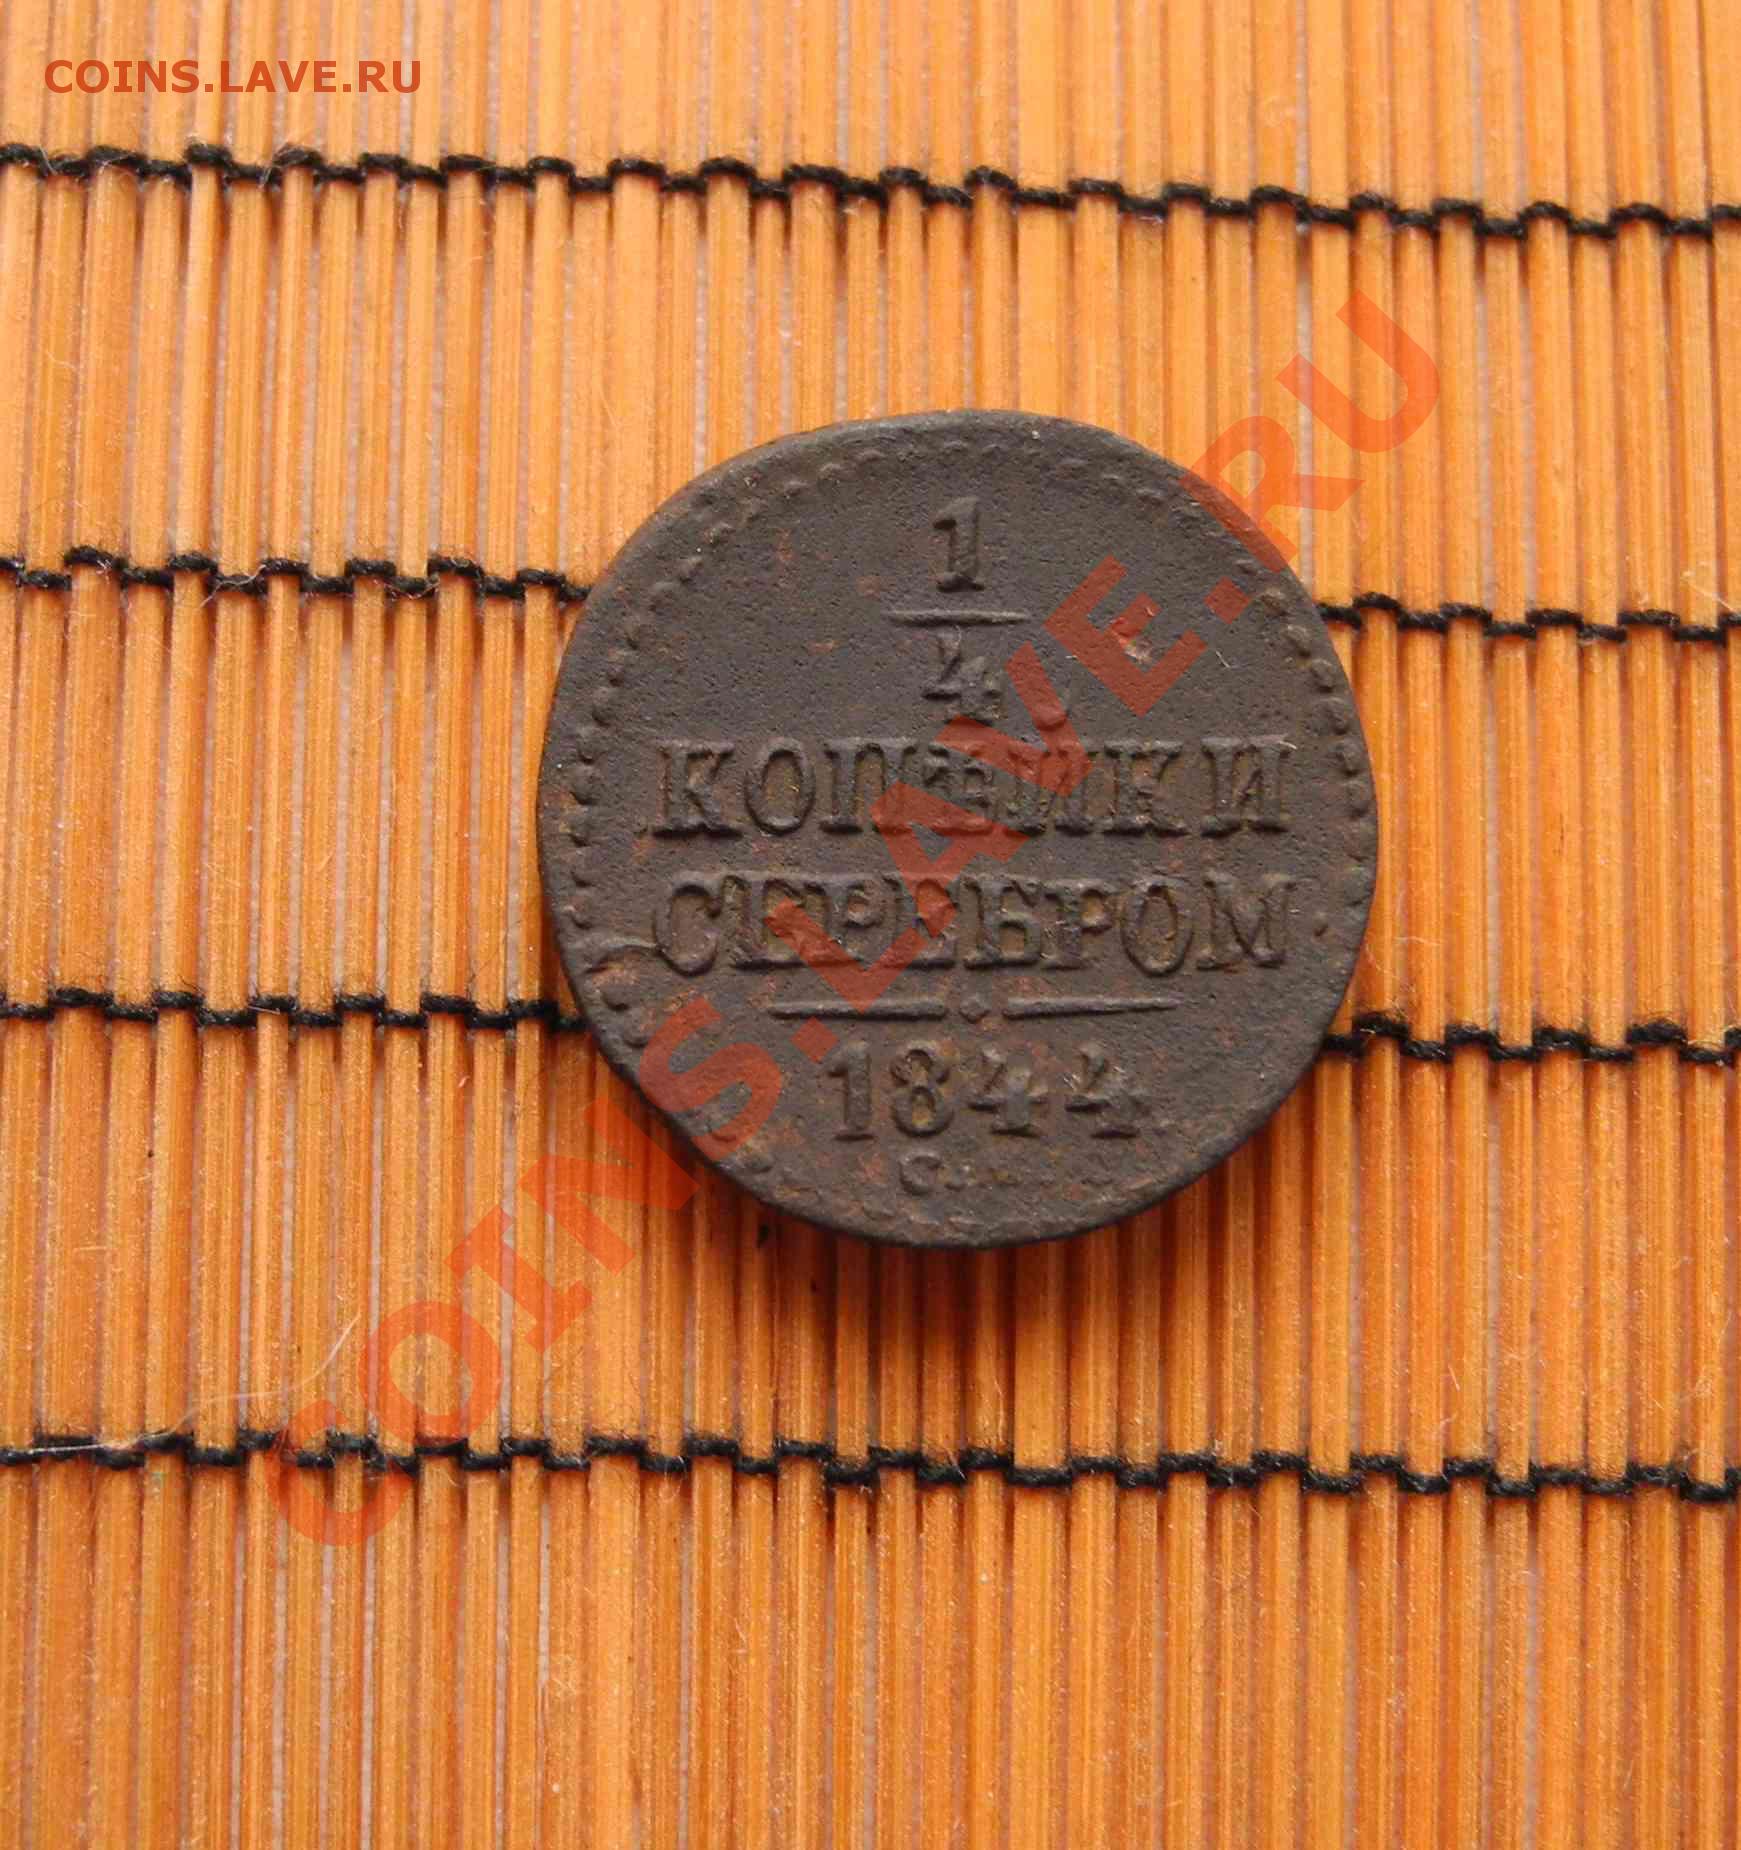 COINS.LAVE.RU
1
4
КОПѢЙКИ
СЕРЕБРОМ
1844
COINS.LAVE.RU